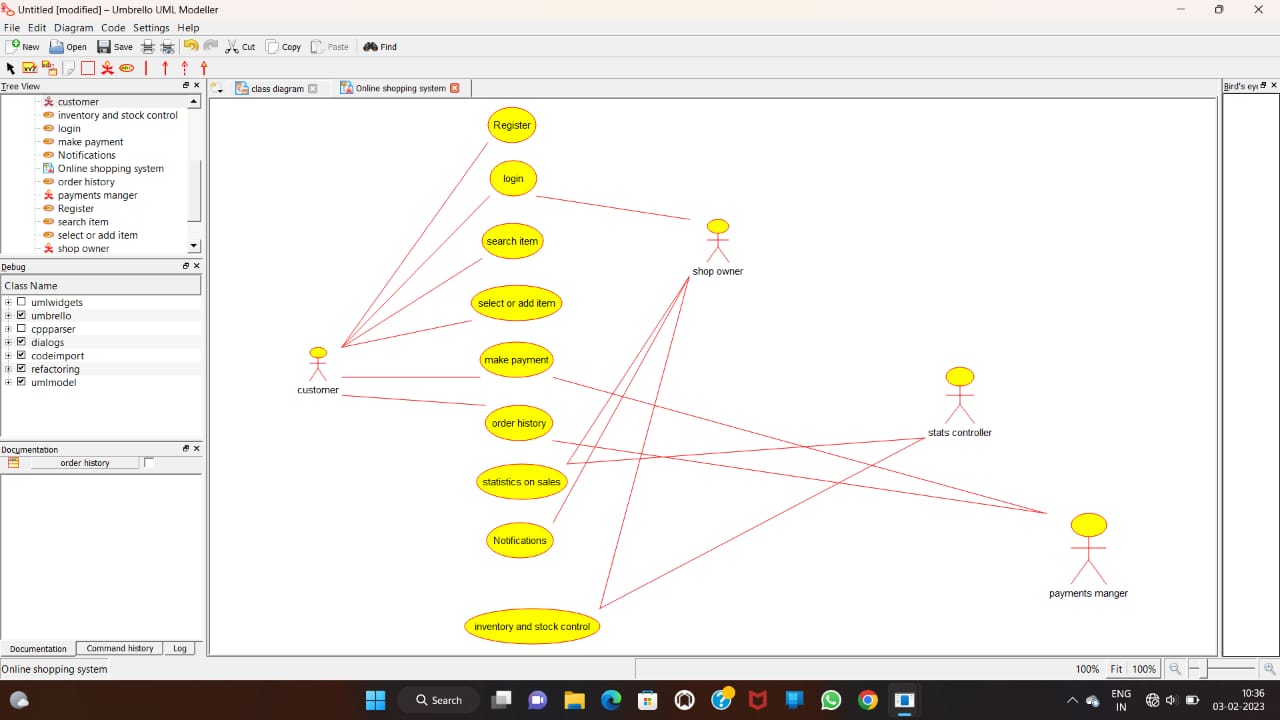 Untitled [modified] – Umbrello UML Modeller
File Edit Diagram Code Settings Help
New Open Save Cut Copy Paste Find
Tree View
customer
inventory and stock control
login
make payment
Notifications
Online shopping system
order history
payments manger
Register
search item
select or add item
shop owner
Debug
Class Name
umlwidgets
umbrello
cppparser
dialogs
codeimport
refactoring
umlmodel
Documentation
order history
Documentation Command history Log
Online shopping system
class diagram
Online shopping system
Register
login
search item
select or add item
make payment
order history
statistics on sales
Notifications
inventory and stock control
customer
shop owner
stats controller
payments manger
Bird's eye
100% Fit 100%
Search
ENG
IN
10:36
03-02-2023